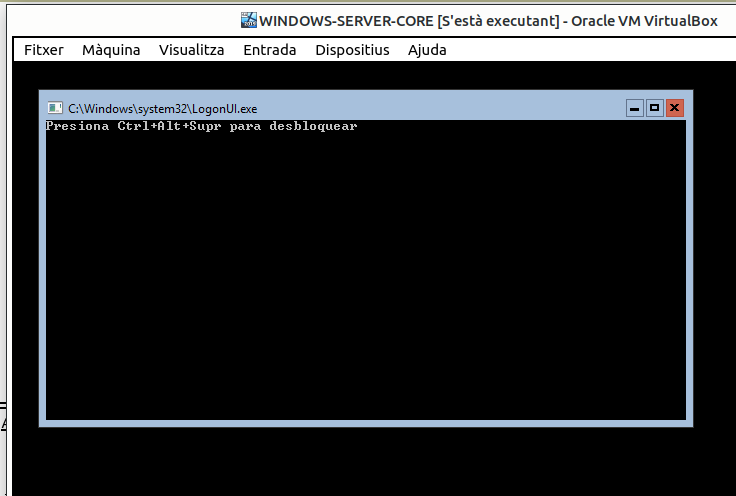 WINDOWS-SERVER-CORE [S'està executant] - Oracle VM VirtualBox
Fitxer Màquina Visualitza Entrada Dispositius Ajuda
C:\Windows\system32\LogonUI.exe
Presiona Ctrl+Alt+Supr para desbloquear